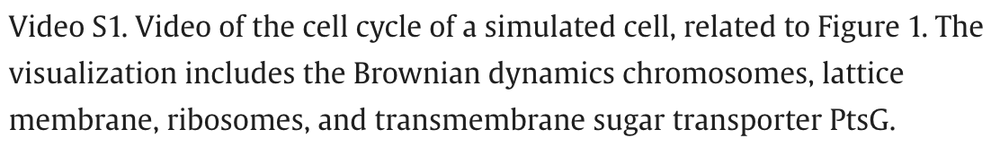 Video S1. Video of the cell cycle of a simulated cell, related to Figure 1. The
visualization includes the Brownian dynamics chromosomes, lattice
membrane, ribosomes, and transmembrane sugar transporter PtsG.